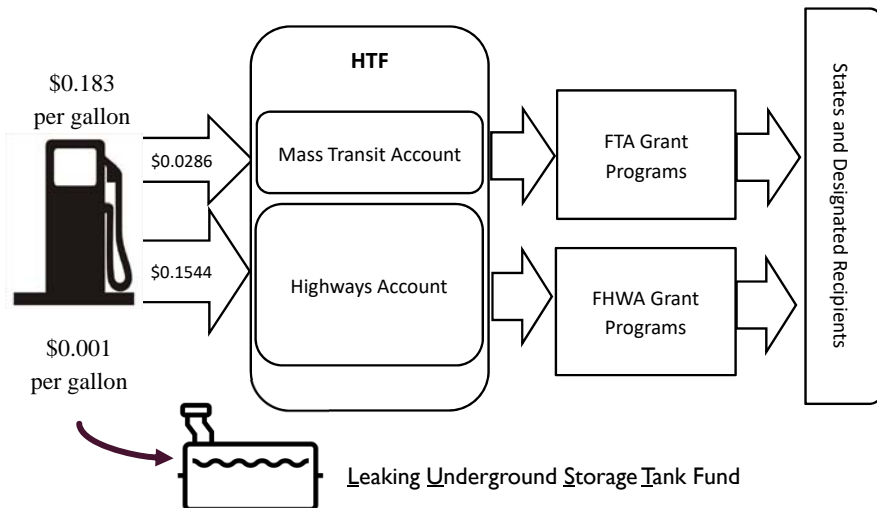 $0.183
per gallon
$0.0286
$0.1544
$0.001
per gallon
HTF
Mass Transit Account
Highways Account
FTA Grant
Programs
FHWA Grant
Programs
States and Designated Recipients
Leaking Underground Storage Tank Fund